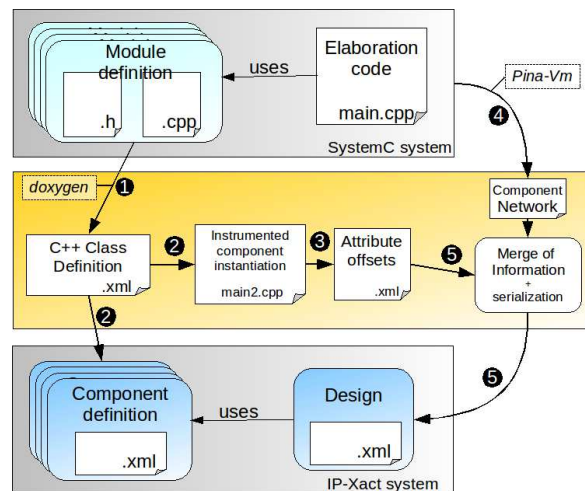 Module
definition
.h
.cpp
uses
Elaboration
code
main.cpp
SystemC system
Pina-Vm
4
doxygen
1
Component
Network
C++ Class
Definition
.xml
2
Instrumented
component
instantiation
main2.cpp
3
Attribute
offsets
.xml
5
Merge of
Information
+
serialization
2
5
Component
definition
.xml
uses
Design
.xml
IP-Xact system